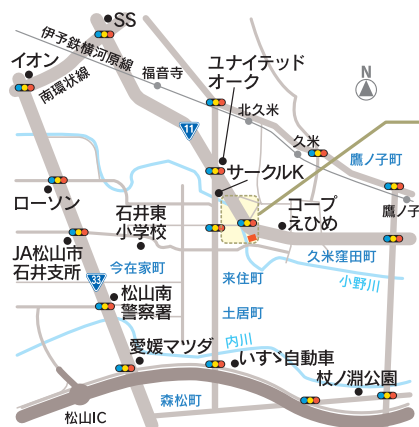 SS
伊予鉄横河原線
イオン
南環状線
福音寺
ユナイテッド
オーク
N
北久米
11
久米
鷹ノ子町
サークルK
鷹ノ子
ローソン
石井東
小学校
コープ
えひめ
JA松山市
石井支所
今在家町
来住町
久米窪田町
小野川
33
松山南
警察署
土居町
内川
愛媛マツダ
いすゞ自動車
杖ノ淵公園
森松町
松山IC